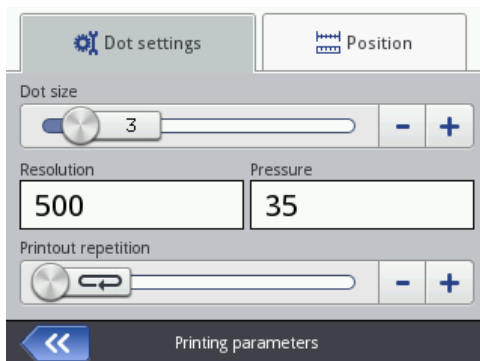 Dot settings
Position
Dot size
3
Resolution
Pressure
500
35
Printout repetition
Printing parameters